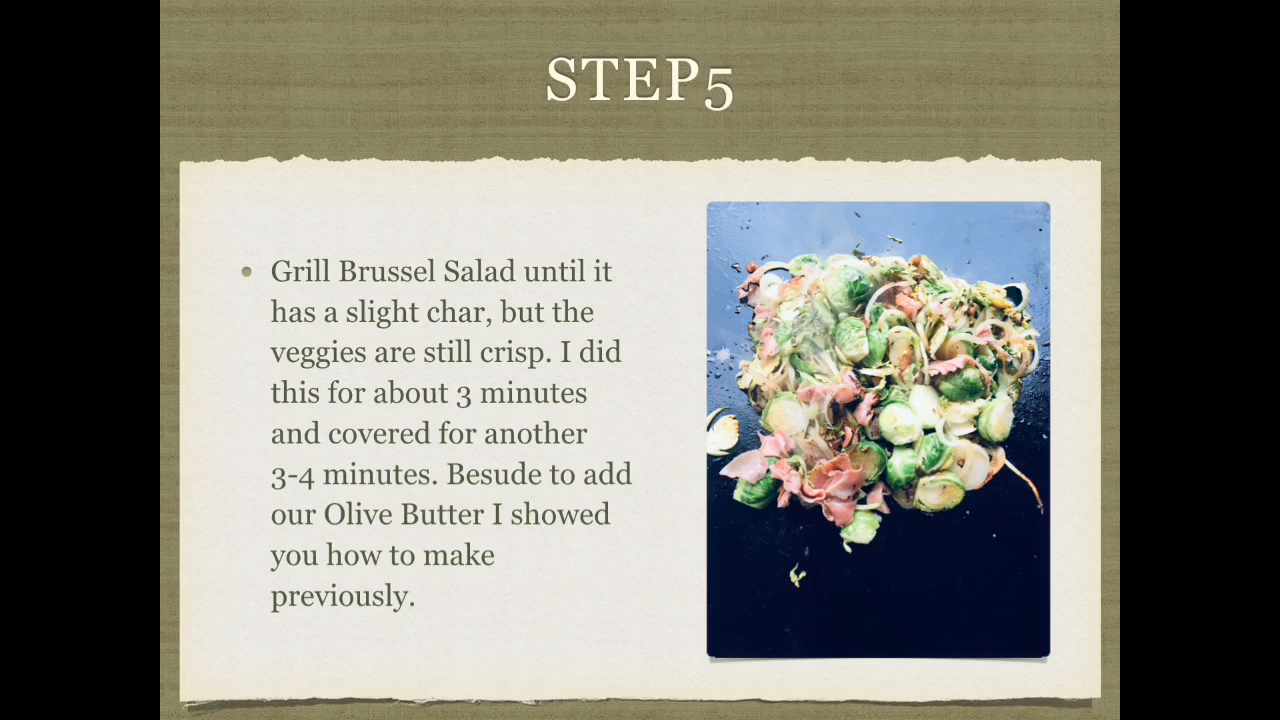 STEP5
• Grill Brussel Salad until it
has a slight char, but the
veggies are still crisp. I did
this for about 3 minutes
and covered for another
3-4 minutes. Besude to add
our Olive Butter I showed
you how to make
previously.